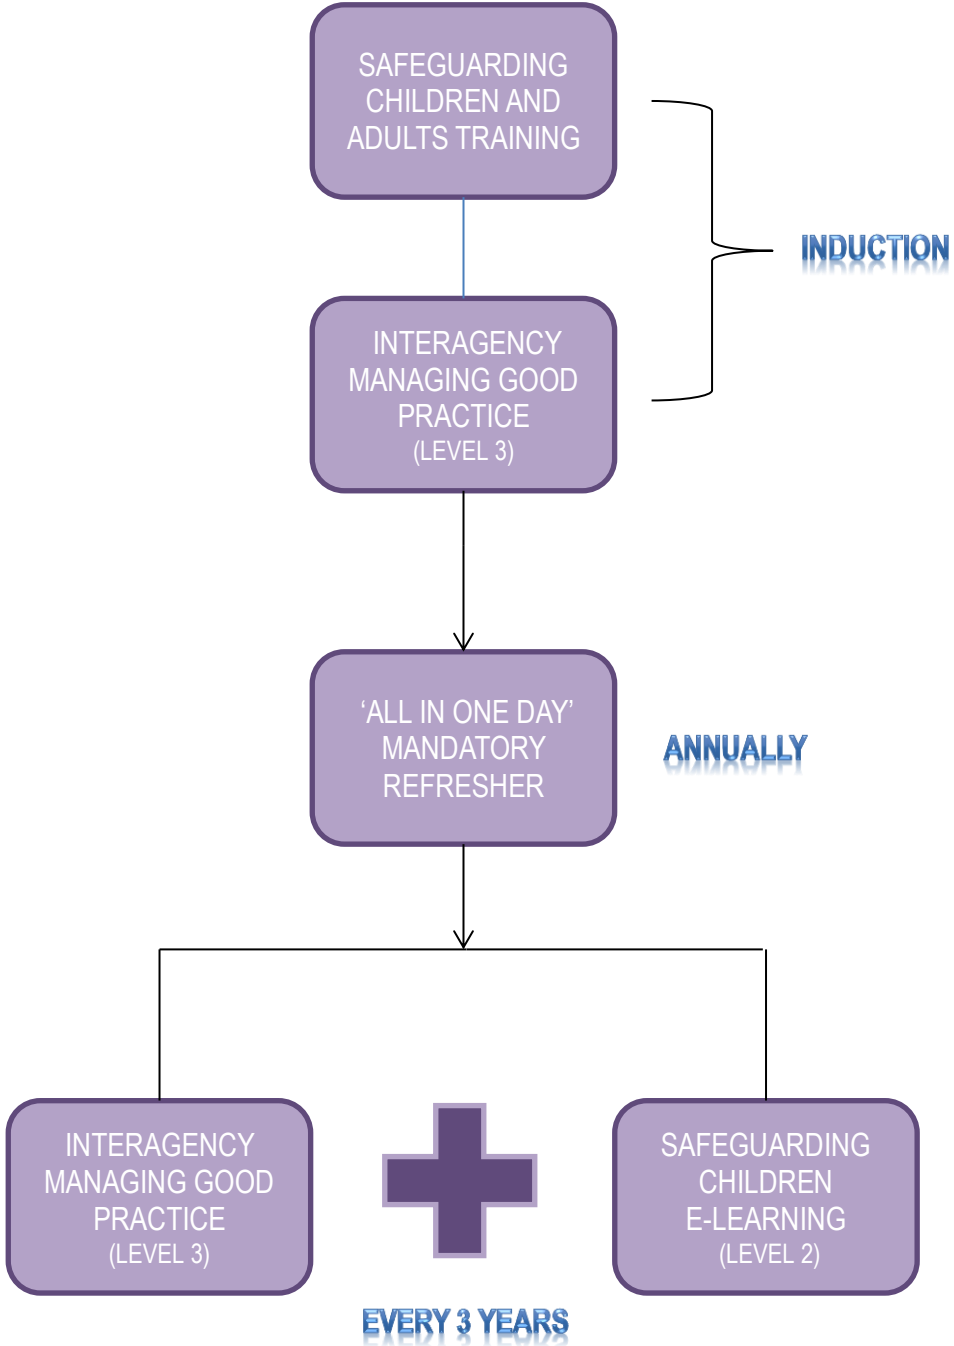 SAFEGUARDING
CHILDREN AND
ADULTS TRAINING
INDUCTION
INTERAGENCY
MANAGING GOOD
PRACTICE
(LEVEL 3)
‘ALL IN ONE DAY’
MANDATORY
REFRESHER
ANNUALLY
INTERAGENCY
MANAGING GOOD
PRACTICE
(LEVEL 3)
SAFEGUARDING
CHILDREN
E-LEARNING
(LEVEL 2)
EVERY 3 YEARS